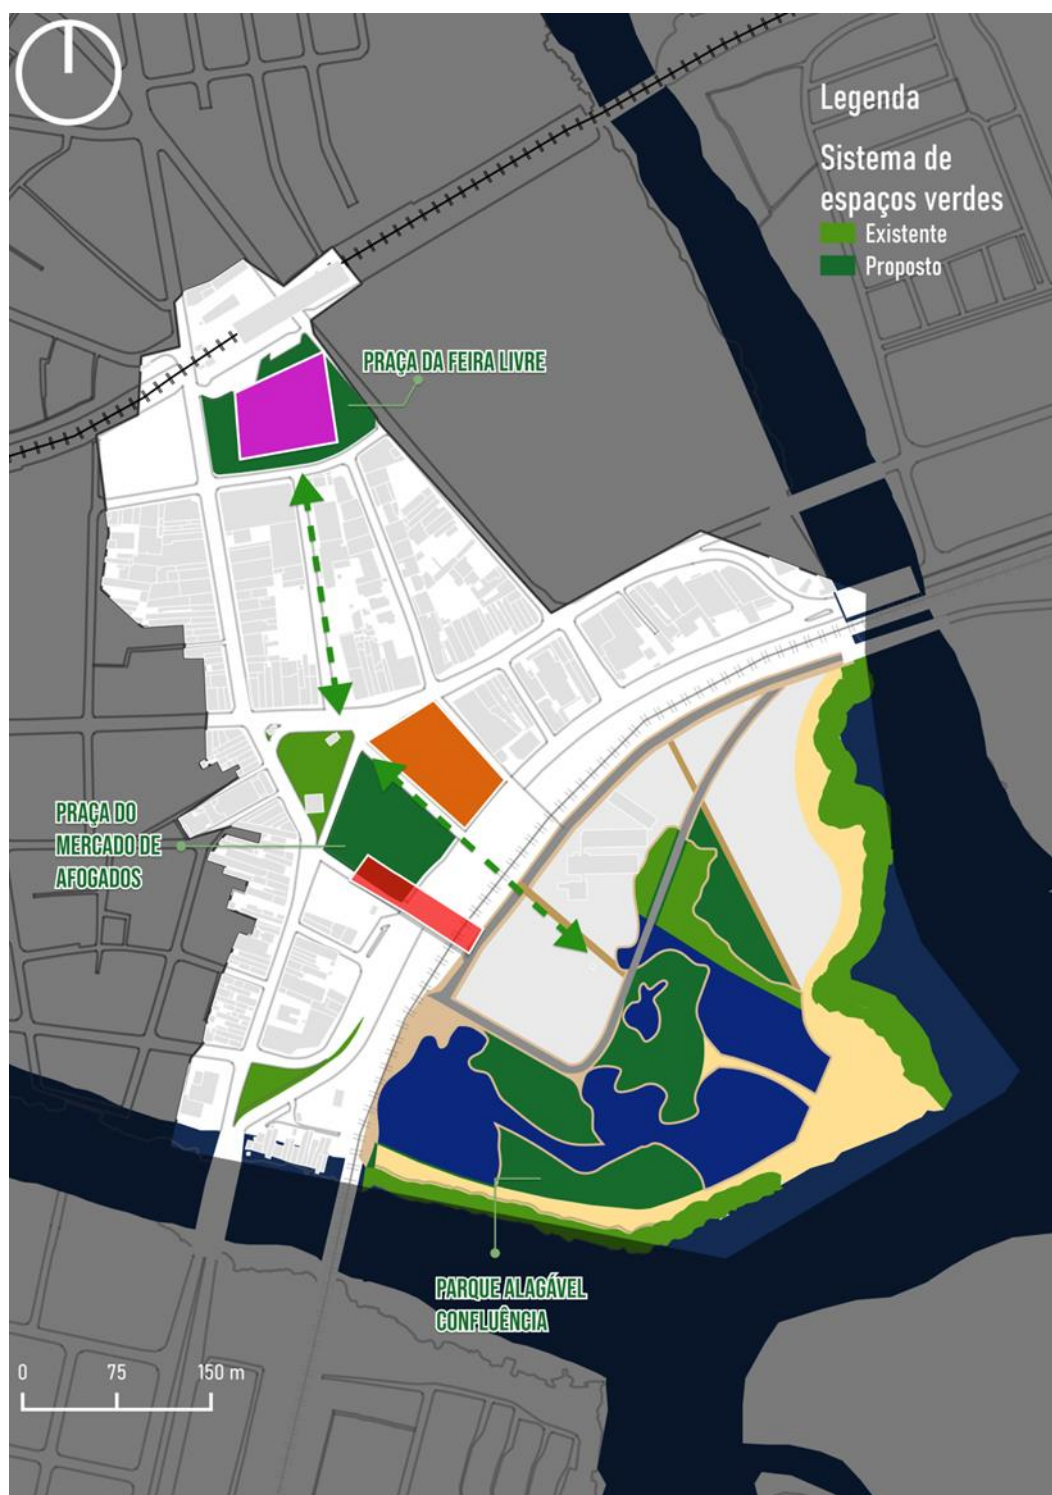 Legenda
Sistema de
espaços verdes
Existente
Proposto
PRAÇA DA FEIRA LIVRE
PRAÇA DO
MERCADO DE
AFOGADOS
PARQUE ALAGÁVEL
CONFLUÊNCIA
0 75 150 m